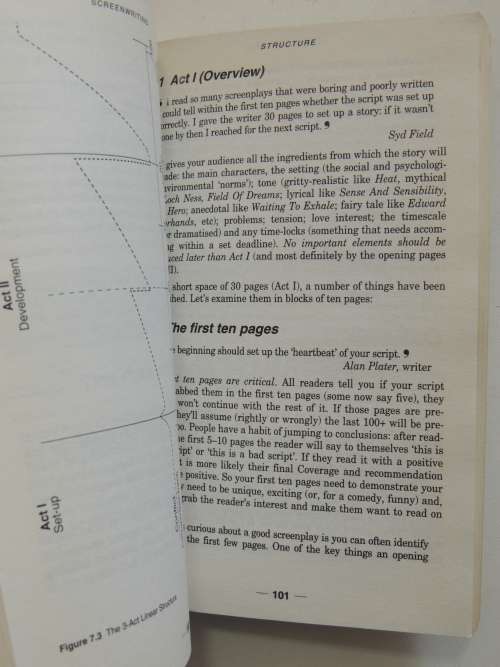 SCREENWRITING
Act II
Development
Act I
Set-up
Figure 7.3 The 3-Act Linear Structure
STRUCTURE
1 Act I (Overview)
read so many screenplays that were boring and poorly written
could tell within the first ten pages whether the script was set up
orrectly. I gave the writer 30 pages to set up a story: if it wasn't
one by then I reached for the next script. ❜
Syd Field
gives your audience all the ingredients from which the story will
ade: the main characters, the setting (the social and psychologi-
nvironmental 'norms'); tone (gritty-realistic like Heat, mythical
Loch Ness, Field Of Dreams; lyrical like Sense And Sensibility,
Hero; anecdotal like Waiting To Exhale; fairy tale like Edward
orhands, etc); problems; tension; love interest; the timescale
e dramatised) and any time-locks (something that needs accom-
ng within a set deadline). No important elements should be
uced later than Act I (and most definitely by the opening pages
II).
short space of 30 pages (Act I), a number of things have been
ished. Let's examine them in blocks of ten pages:
The first ten pages
beginning should set up the 'heartbeat' of your script. ❜
Alan Plater, writer
st ten pages are critical. All readers tell you if your script
abbed them in the first ten pages (some now say five), they
won't continue with the rest of it. If those pages are pre-
hey'll assume (rightly or wrongly) the last 100+ will be pre-
oo. People have a habit of jumping to conclusions: after read-
he first 5–10 pages the reader will say to themselves 'this is
ript' or 'this is a bad script'. If they read it with a positive
t is more likely their final Coverage and recommendation
e positive. So your first ten pages need to demonstrate your
r need to be unique, exciting (or, for a comedy, funny) and,
grab the reader's interest and make them want to read on
curious about a good screenplay is you can often identify
the first few pages. One of the key things an opening
— 101 —